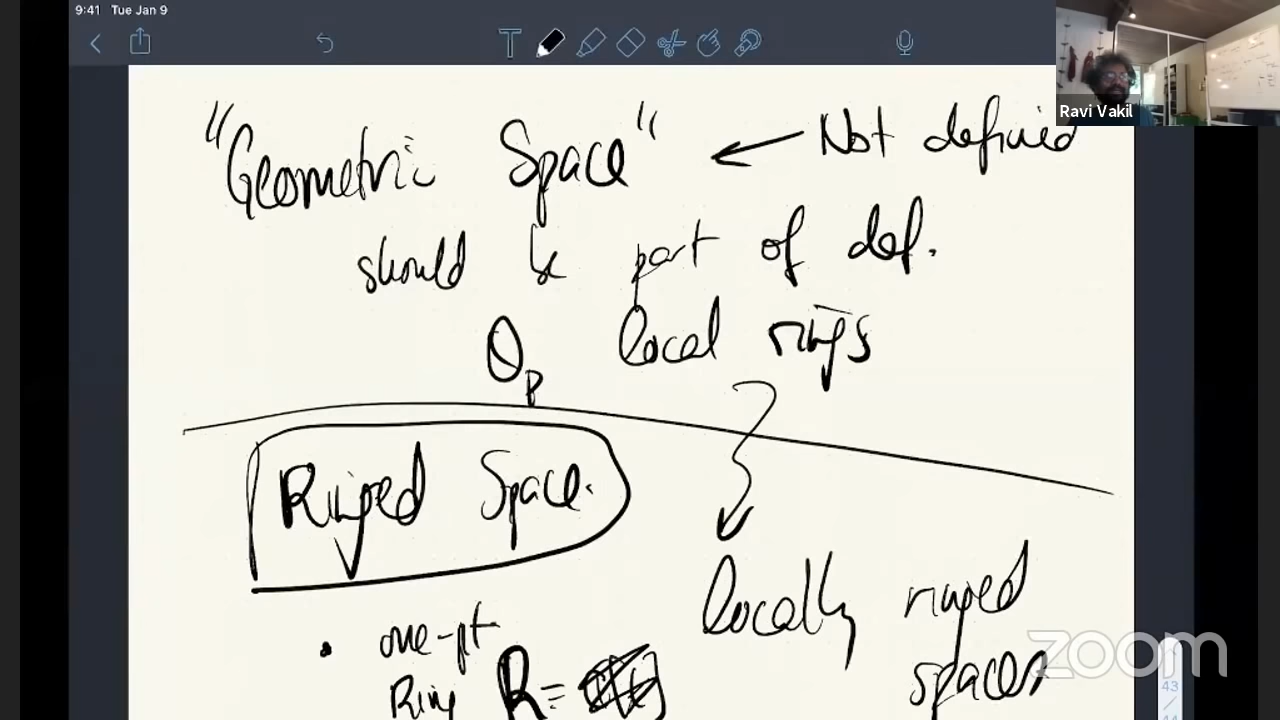 9:41 Tue Jan 9
Ravi Vakil
"Geometric Space" ← Not defined
should be part of def.
O_p local rings
Ringed Space.
locally ringed
spaces
• one-pt
Ring R =
zoom
43